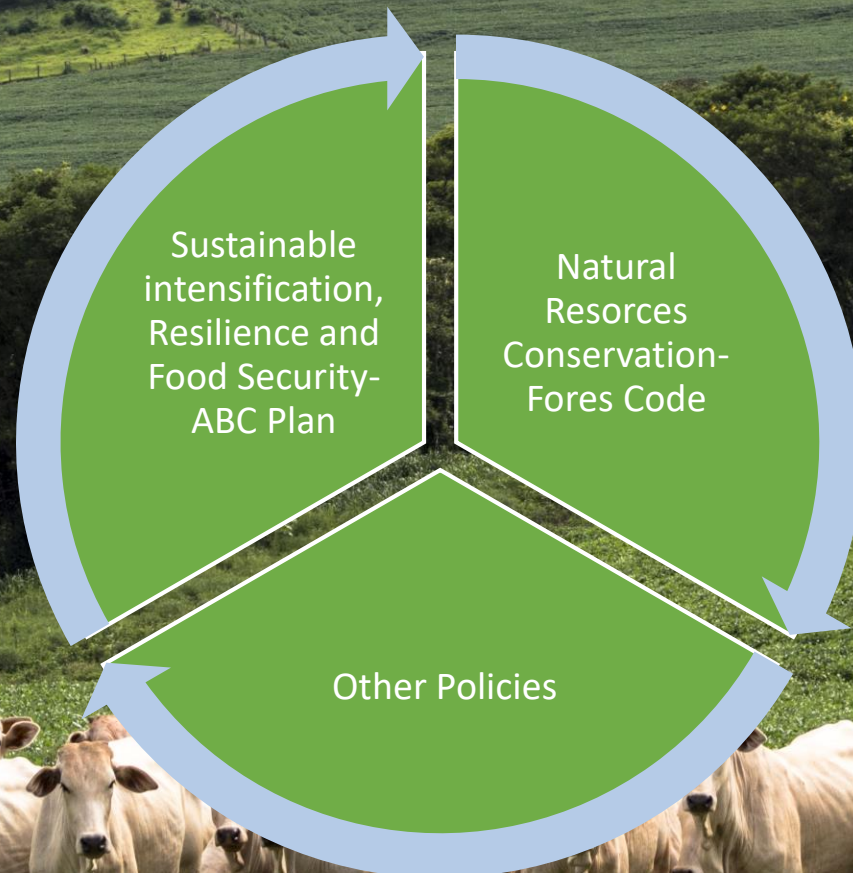 Sustainable
intensification,
Resilience and
Food Security-
ABC Plan
Natural
Resorces
Conservation-
Fores Code
Other Policies